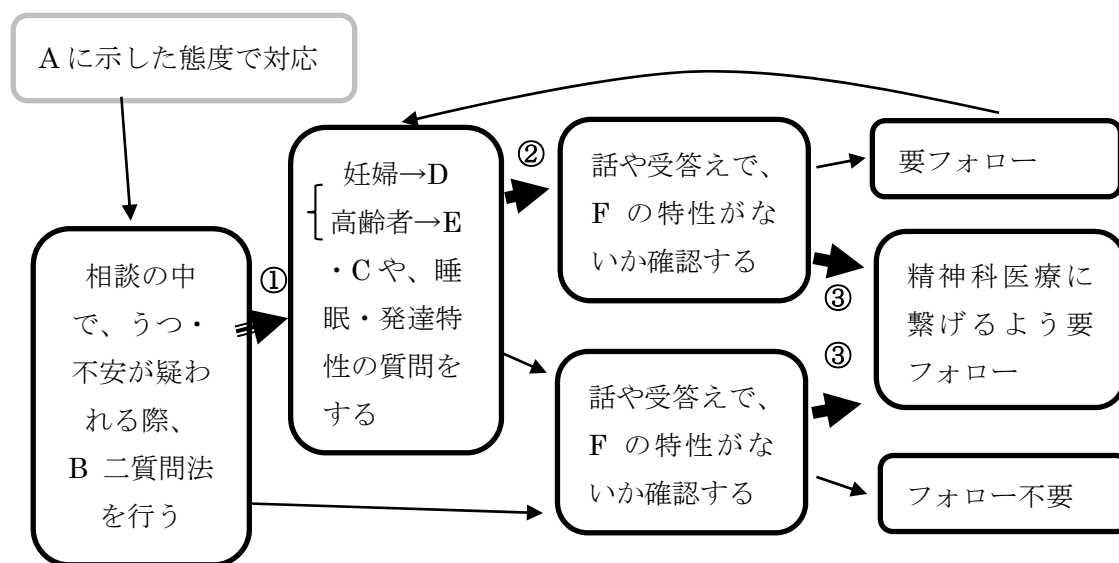 A に示した態度で対応
相談の中
で、うつ・
不安が疑わ
れる際、
B 二質問法
を行う
①
妊婦→D
高齢者→E
・C や、睡
眠・発達特
性の質問を
する
②
話や受答えで、
F の特性がな
いか確認する
話や受答えで、
F の特性がな
いか確認する
③
③
要フォロー
精神科医療に
繋げるよう要
フォロー
フォロー不要